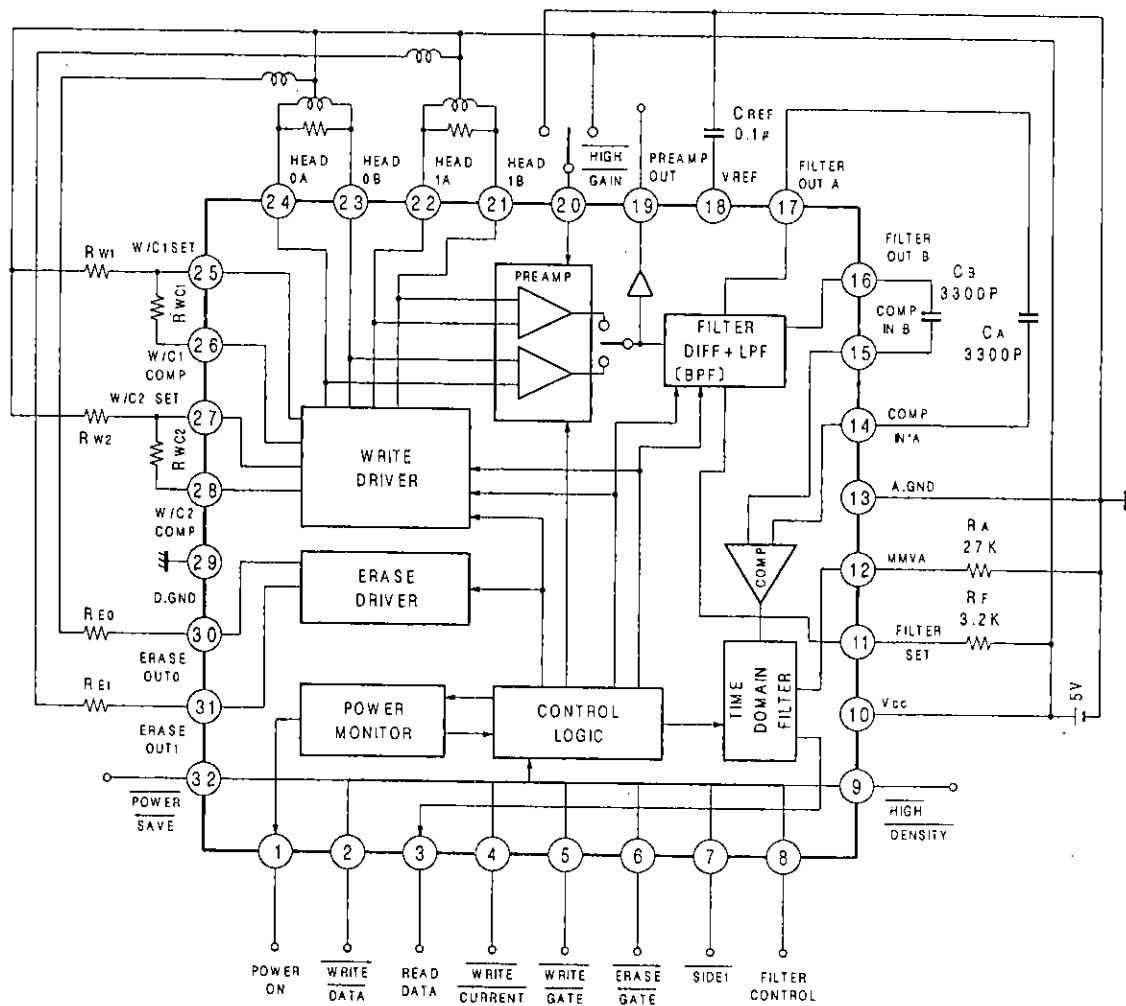 CREF
0.1μ
HEAD
0A
HEAD
0B
HEAD
1A
HEAD
1B
HIGH
GAIN
PREAMP
OUT
VREF
FILTER
OUT A
24
23
22
21
20
19
18
17
RW1
W/C1SET
25
RWC1
26
W/C1
COMP
W/C2 SET
27
RW2
RWC2
28
W/C2
COMP
29
D.GND
RE0
30
ERASE
OUT0
RE1
31
ERASE
OUT1
32
POWER
SAVE
PREAMP
FILTER
DIFF+LPF
(BPF)
WRITE
DRIVER
ERASE
DRIVER
POWER
MONITOR
CONTROL
LOGIC
COMP
TIME
DOMAIN
FILTER
FILTER
OUT B
16
CB
3300P
COMP
IN B
15
CA
3300P
14
COMP
IN'A
13
A.GND
RA
27K
12
MMVA
RF
3.2K
11
FILTER
SET
10
Vcc
5V
9
HIGH
DENSITY
1
2
3
4
5
6
7
8
POWER
ON
WRITE
DATA
READ
DATA
WRITE
CURRENT
WRITE
GATE
ERASE
GATE
SIDE1
FILTER
CONTROL